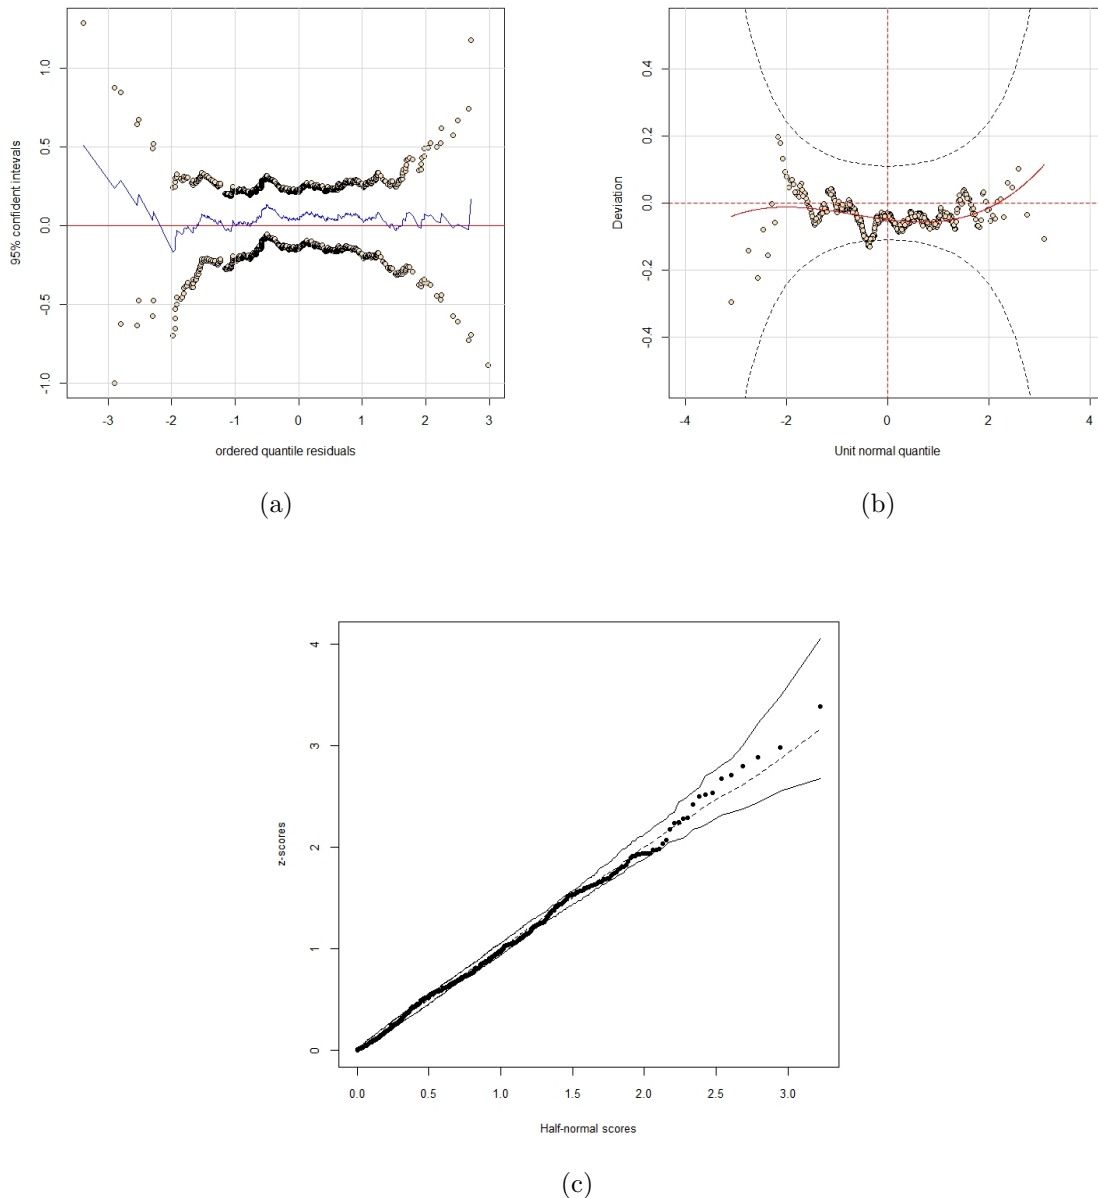 1.0
0.5
0.0
-0.5
-1.0
95% confident intevals
-3 -2 -1 0 1 2 3
ordered quantile residuals
(a)
0.4
0.2
0.0
-0.2
-0.4
Deviation
-4 -2 0 2 4
Unit normal quantile
(b)
4
3
2
1
0
z-scores
0.0 0.5 1.0 1.5 2.0 2.5 3.0
Half-normal scores
(c)